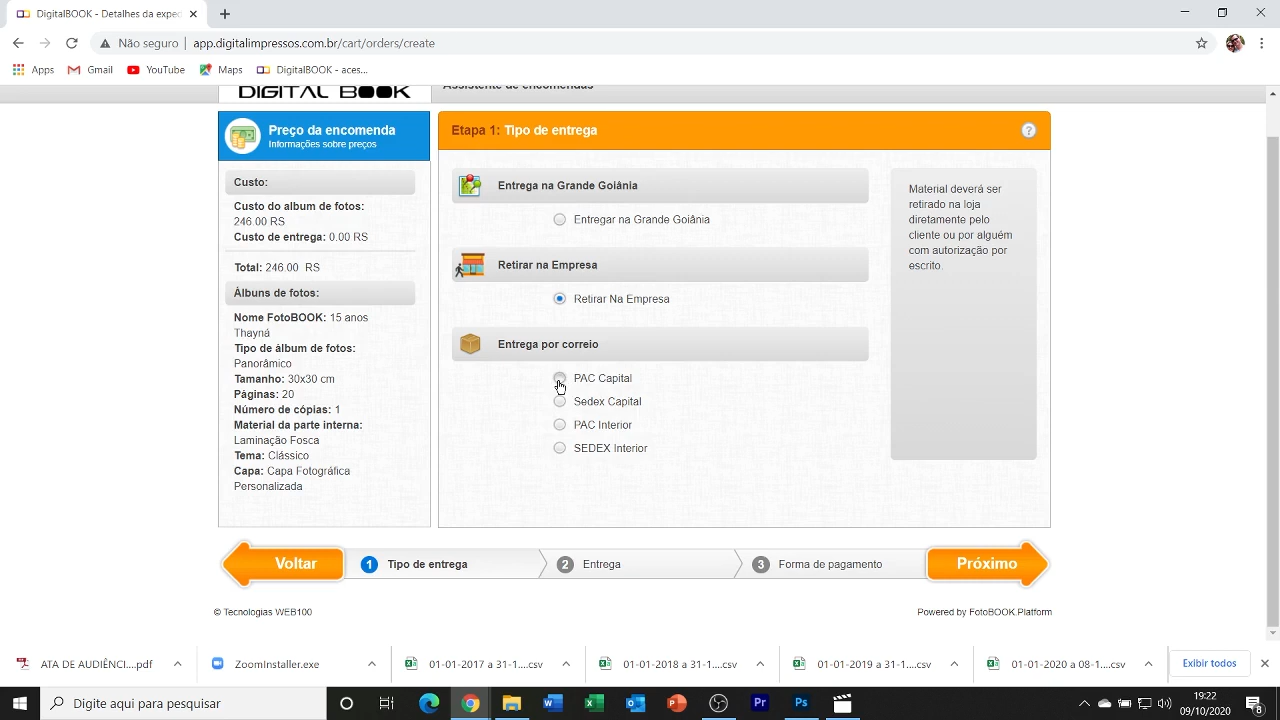 DigitalBOOK - Detalhes da exped
Não seguro | app.digitalimpressos.com.br/cart/orders/create
Apps Gmail YouTube Maps DigitalBOOK - aces...
DIGITAL BOOK
Assistente de encomendas
Preço da encomenda
Informações sobre preços
Custo:
Custo do album de fotos:
246.00 RS
Custo de entrega: 0.00 RS
Total: 246.00 RS
Álbuns de fotos:
Nome FotoBOOK: 15 anos
Thayná
Tipo de álbum de fotos:
Panorâmico
Tamanho: 30x30 cm
Páginas: 20
Número de cópias: 1
Material da parte interna:
Laminação Fosca
Tema: Clássico
Capa: Capa Fotográfica
Personalizada
Etapa 1: Tipo de entrega
?
Entrega na Grande Goiânia
Entregar na Grande Goiânia
Retirar na Empresa
Retirar Na Empresa
Entrega por correio
PAC Capital
Sedex Capital
PAC Interior
SEDEX Interior
Material deverá ser
retirado na loja
diretamente pelo
cliente ou por alguém
com autorização por
escrito.
Voltar
1 Tipo de entrega
2 Entrega
3 Forma de pagamento
Próximo
© Tecnologias WEB100
Powered by FotoBOOK.Platform
ATA DE AUDIÊNCI....pdf
ZoomInstaller.exe
01-01-2017 a 31-1....csv
01-01-2018 a 31-1....csv
01-01-2019 a 31-1....csv
01-01-2020 a 08-1....csv
Exibir todos
Digite aqui para pesquisar
19:22
09/10/2020
8